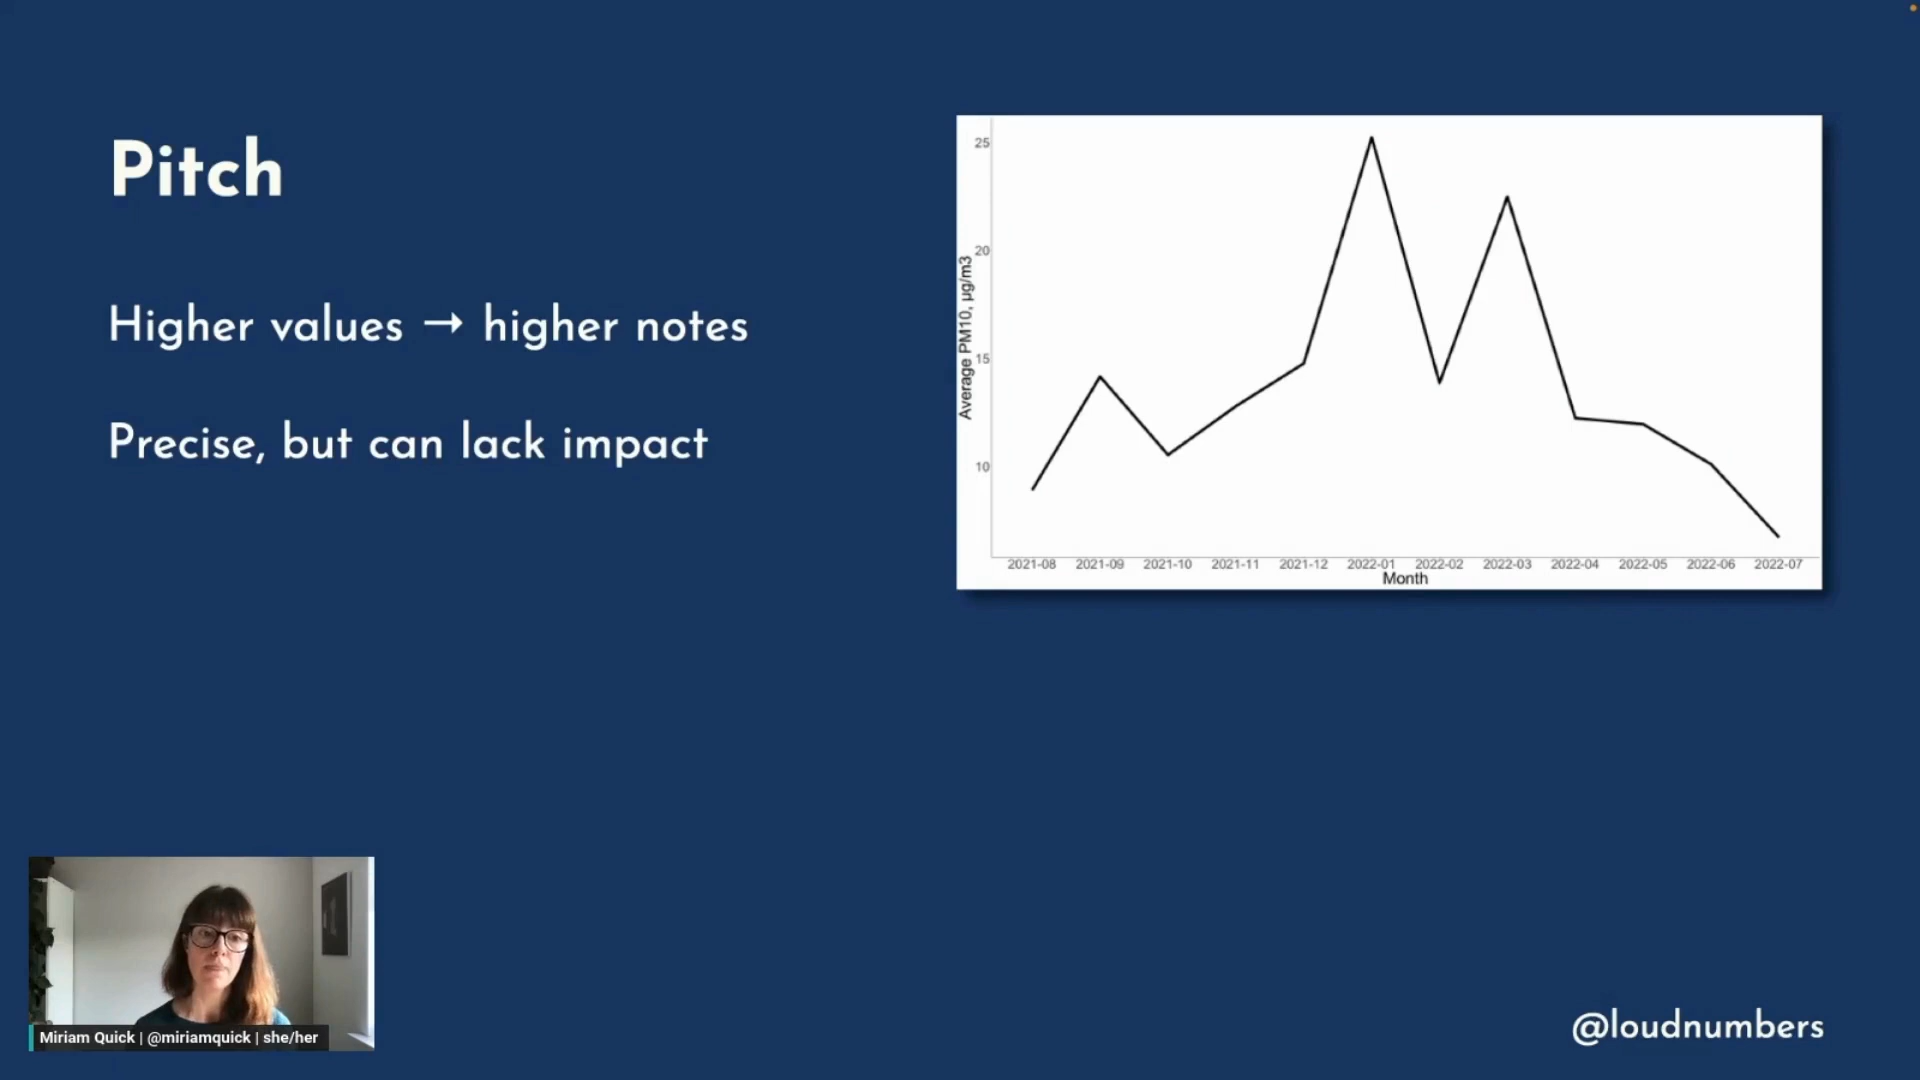 Pitch
Higher values → higher notes
Precise, but can lack impact
25
20
15
10
Average PM10, µg/m3
2021-08 2021-09 2021-10 2021-11 2021-12 2022-01 2022-02 2022-03 2022-04 2022-05 2022-06 2022-07
Month
Miriam Quick | @miriamquick | she/her
@loudnumbers